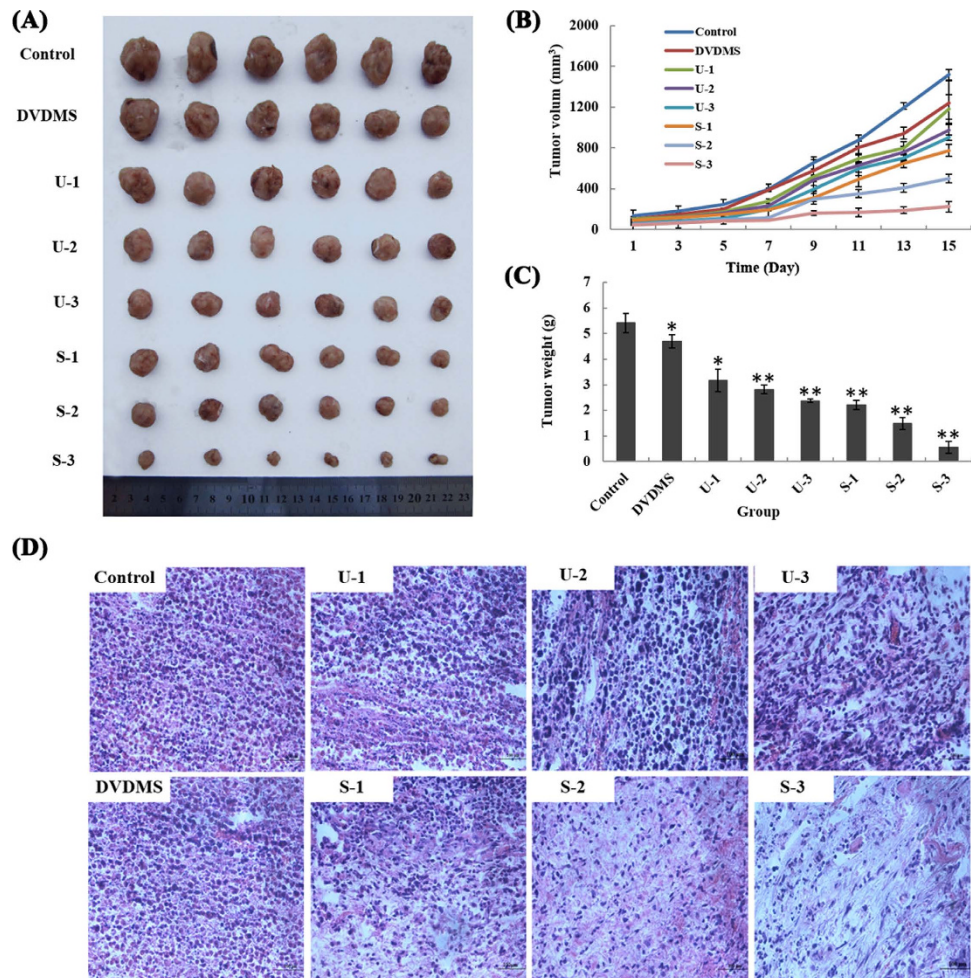 (A)
Control
DVDMS
U-1
U-2
U-3
S-1
S-2
S-3
2 3 4 5 6 7 8 9 10 11 12 13 14 15 16 17 18 19 20 21 22 23
(B)
Tumor volum (mm³)
2000
1600
1200
800
400
0
Control
DVDMS
U-1
U-2
U-3
S-1
S-2
S-3
1 3 5 7 9 11 13 15
Time (Day)
(C)
Tumor weight (g)
7
6
5
4
3
2
1
0
* * ** ** ** ** **
Control DVDMS U-1 U-2 U-3 S-1 S-2 S-3
Group
(D)
Control U-1 U-2 U-3
DVDMS S-1 S-2 S-3